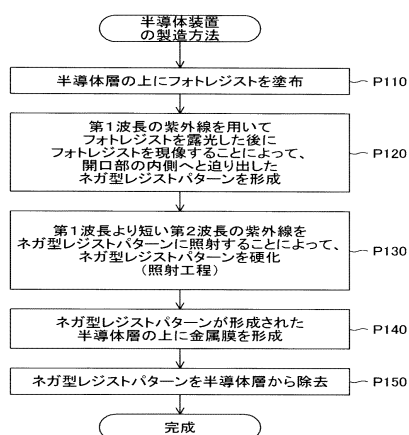 半導体装置
の製造方法
半導体層の上にフォトレジストを塗布
P110
第1波長の紫外線を用いて
フォトレジストを露光した後に
フォトレジストを現像することによって、
開口部の内側へと迫り出した
ネガ型レジストパターンを形成
P120
第1波長より短い第2波長の紫外線を
ネガ型レジストパターンに照射することによって、
ネガ型レジストパターンを硬化
(照射工程)
P130
ネガ型レジストパターンが形成された
半導体層の上に金属膜を形成
P140
ネガ型レジストパターンを半導体層から除去
P150
完成